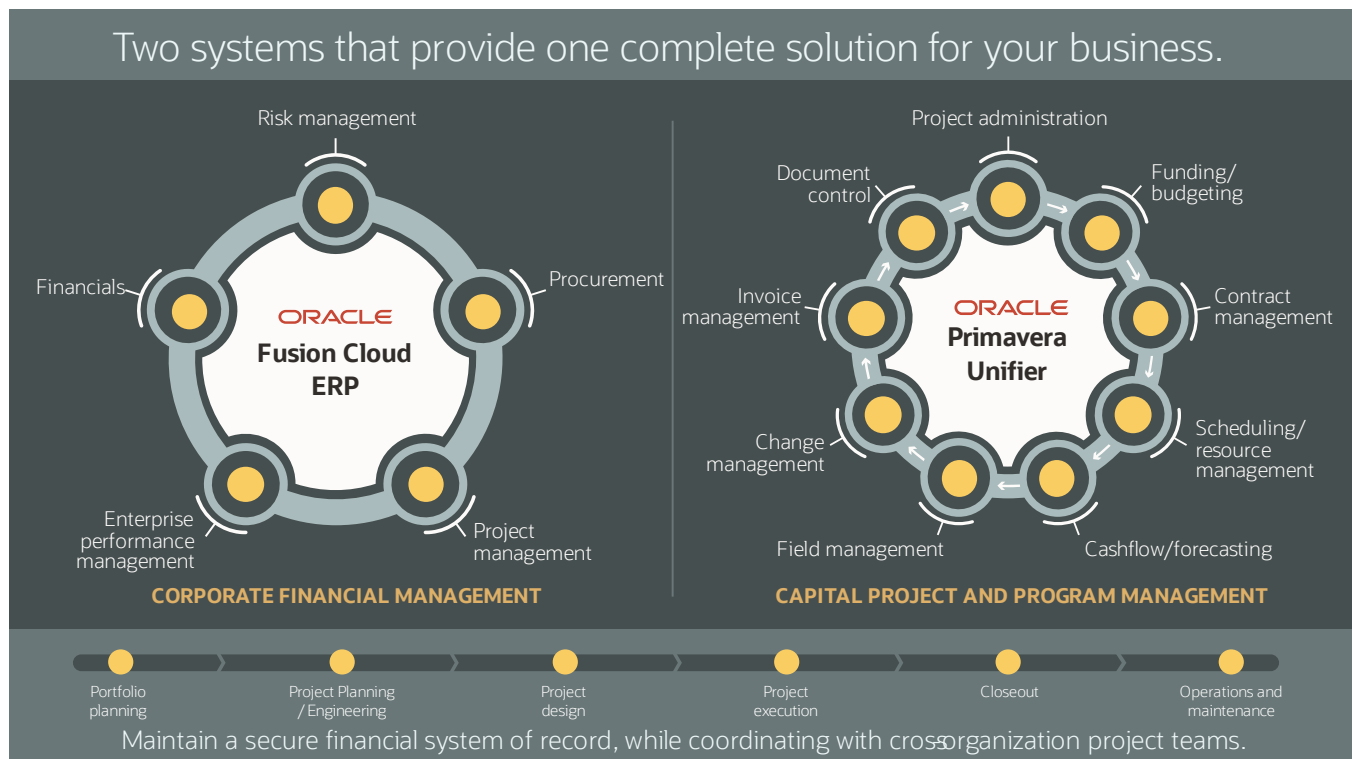 Two systems that provide one complete solution for your business.
Risk management
Financials
Procurement
ORACLE
Fusion Cloud
ERP
Enterprise
performance
management
Project
management
CORPORATE FINANCIAL MANAGEMENT
Project administration
Document
control
Funding/
budgeting
Invoice
management
Contract
management
ORACLE
Primavera
Unifier
Change
management
Scheduling/
resource
management
Field management
Cashflow/forecasting
CAPITAL PROJECT AND PROGRAM MANAGEMENT
Portfolio
planning
Project Planning
/ Engineering
Project
design
Project
execution
Closeout
Operations and
maintenance
Maintain a secure financial system of record, while coordinating with cross-organization project teams.